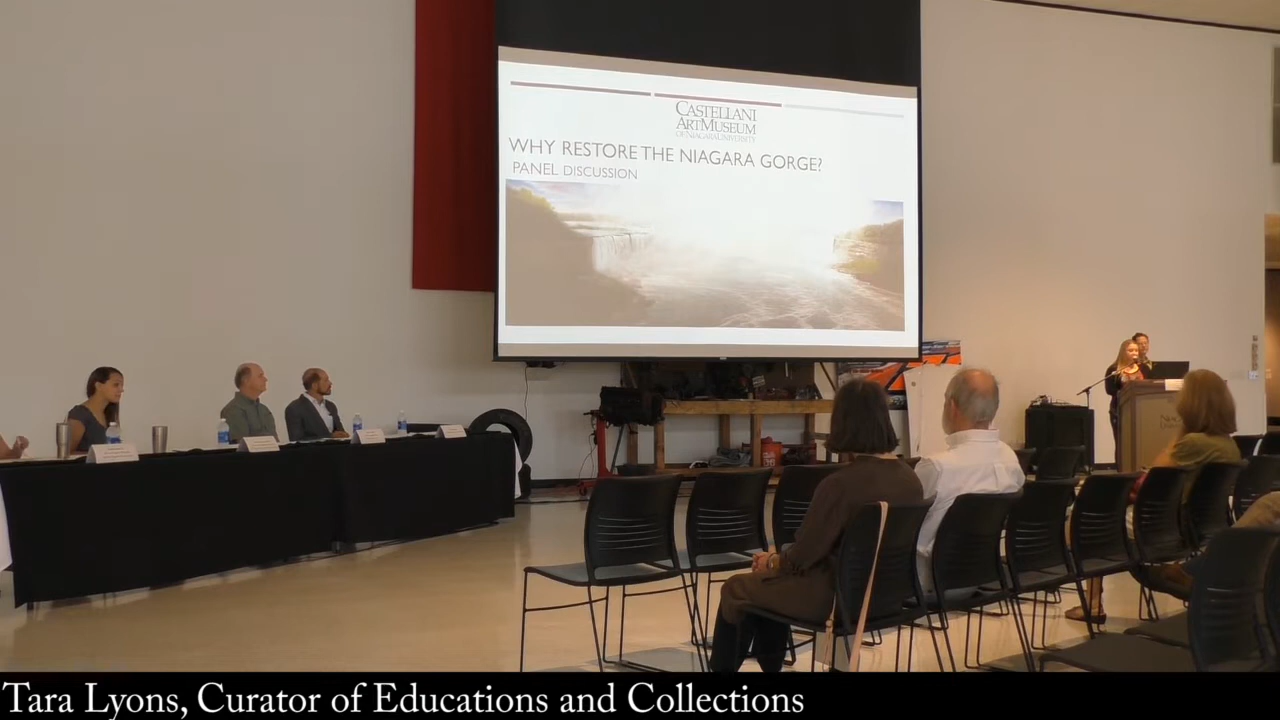 CASTELLANI
ART MUSEUM
OF NIAGARA UNIVERSITY
WHY RESTORE THE NIAGARA GORGE?
PANEL DISCUSSION
Tara Lyons, Curator of Educations and Collections